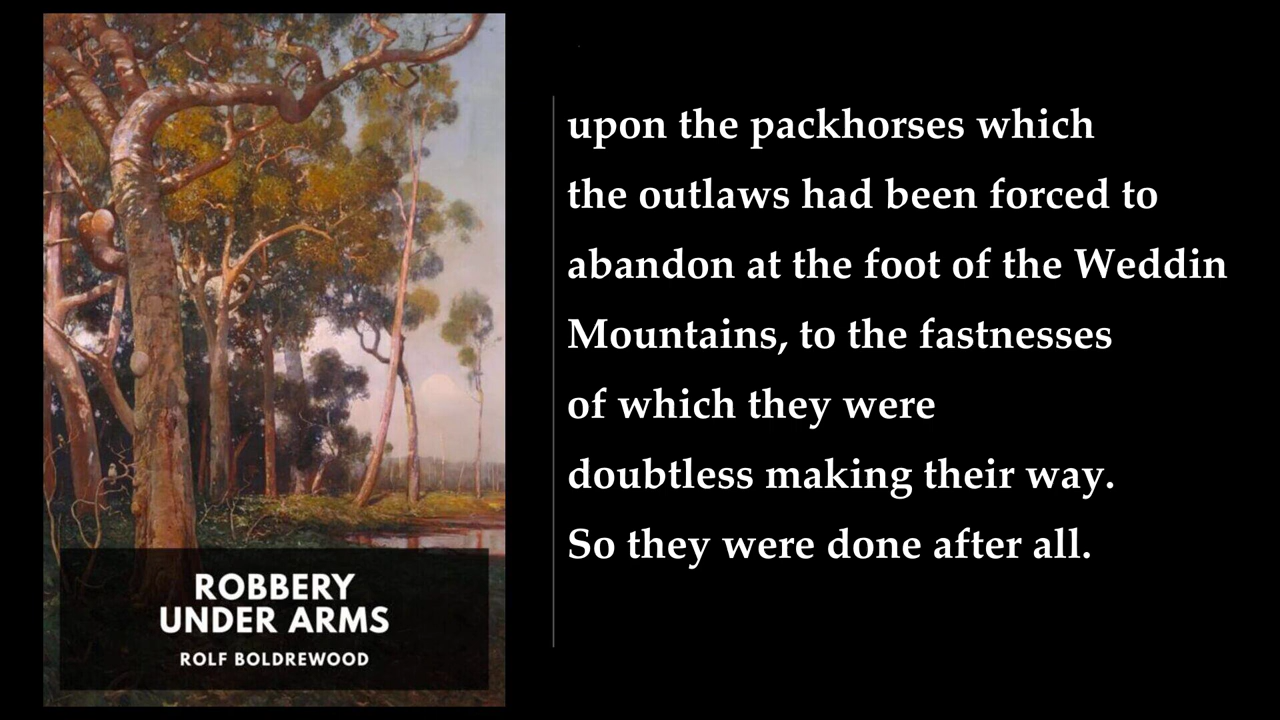 ROBBERY
UNDER ARMS
ROLF BOLDREWOOD
upon the packhorses which
the outlaws had been forced to
abandon at the foot of the Weddin
Mountains, to the fastnesses
of which they were
doubtless making their way.
So they were done after all.